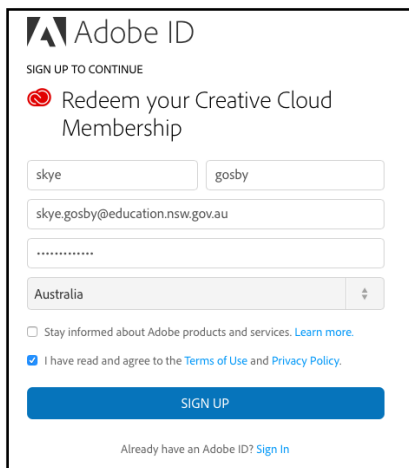 Adobe ID
SIGN UP TO CONTINUE
Redeem your Creative Cloud
Membership
skye gosby
skye.gosby@education.nsw.gov.au
•••••••••••••
Australia
Stay informed about Adobe products and services. Learn more.
I have read and agree to the Terms of Use and Privacy Policy.
SIGN UP
Already have an Adobe ID? Sign In